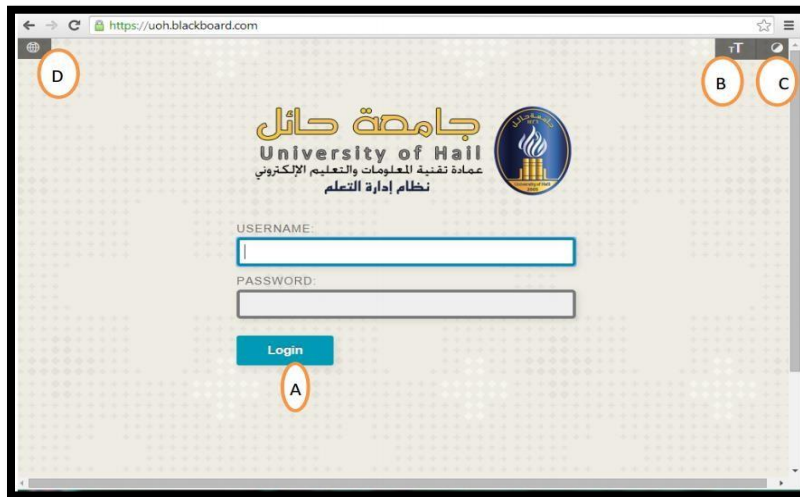 https://uoh.blackboard.com
тT
D
B
C
جامعة حائل
University of Hail
عمادة تقنية المعلومات والتعليم الإلكتروني
نظام إدارة التعلم
USERNAME:
PASSWORD:
Login
A